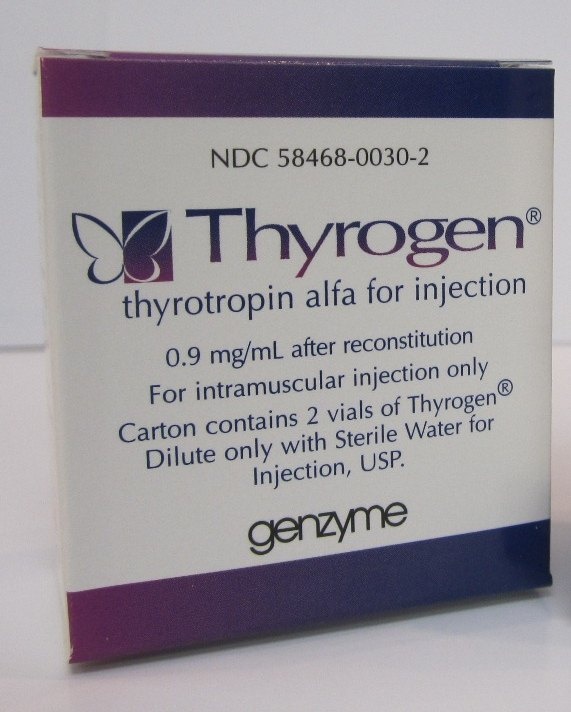 NDC 58468-0030-2
Thyrogen®
thyrotropin alfa for injection
0.9 mg/mL after reconstitution
For intramuscular injection only
Carton contains 2 vials of Thyrogen®
Dilute only with Sterile Water for
Injection, USP.
genzyme